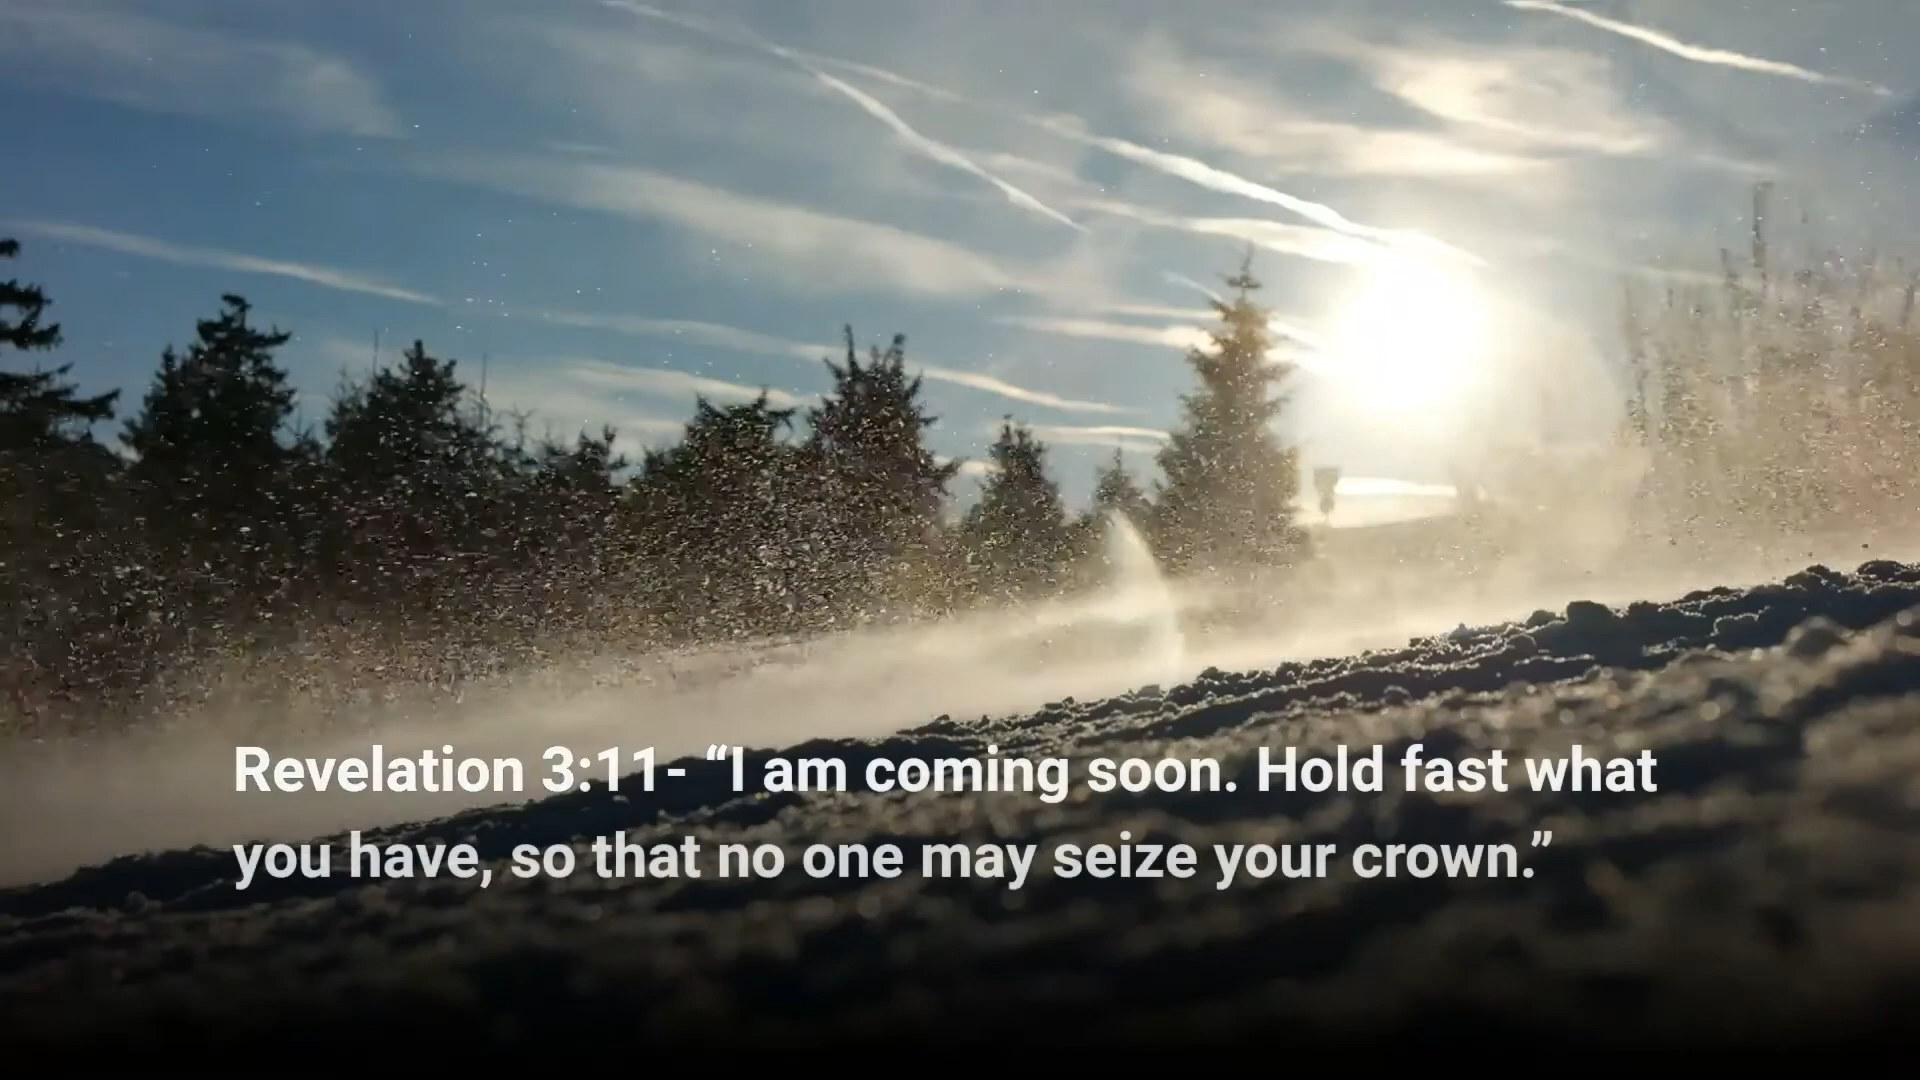 Revelation 3:11- “I am coming soon. Hold fast what
you have, so that no one may seize your crown.”